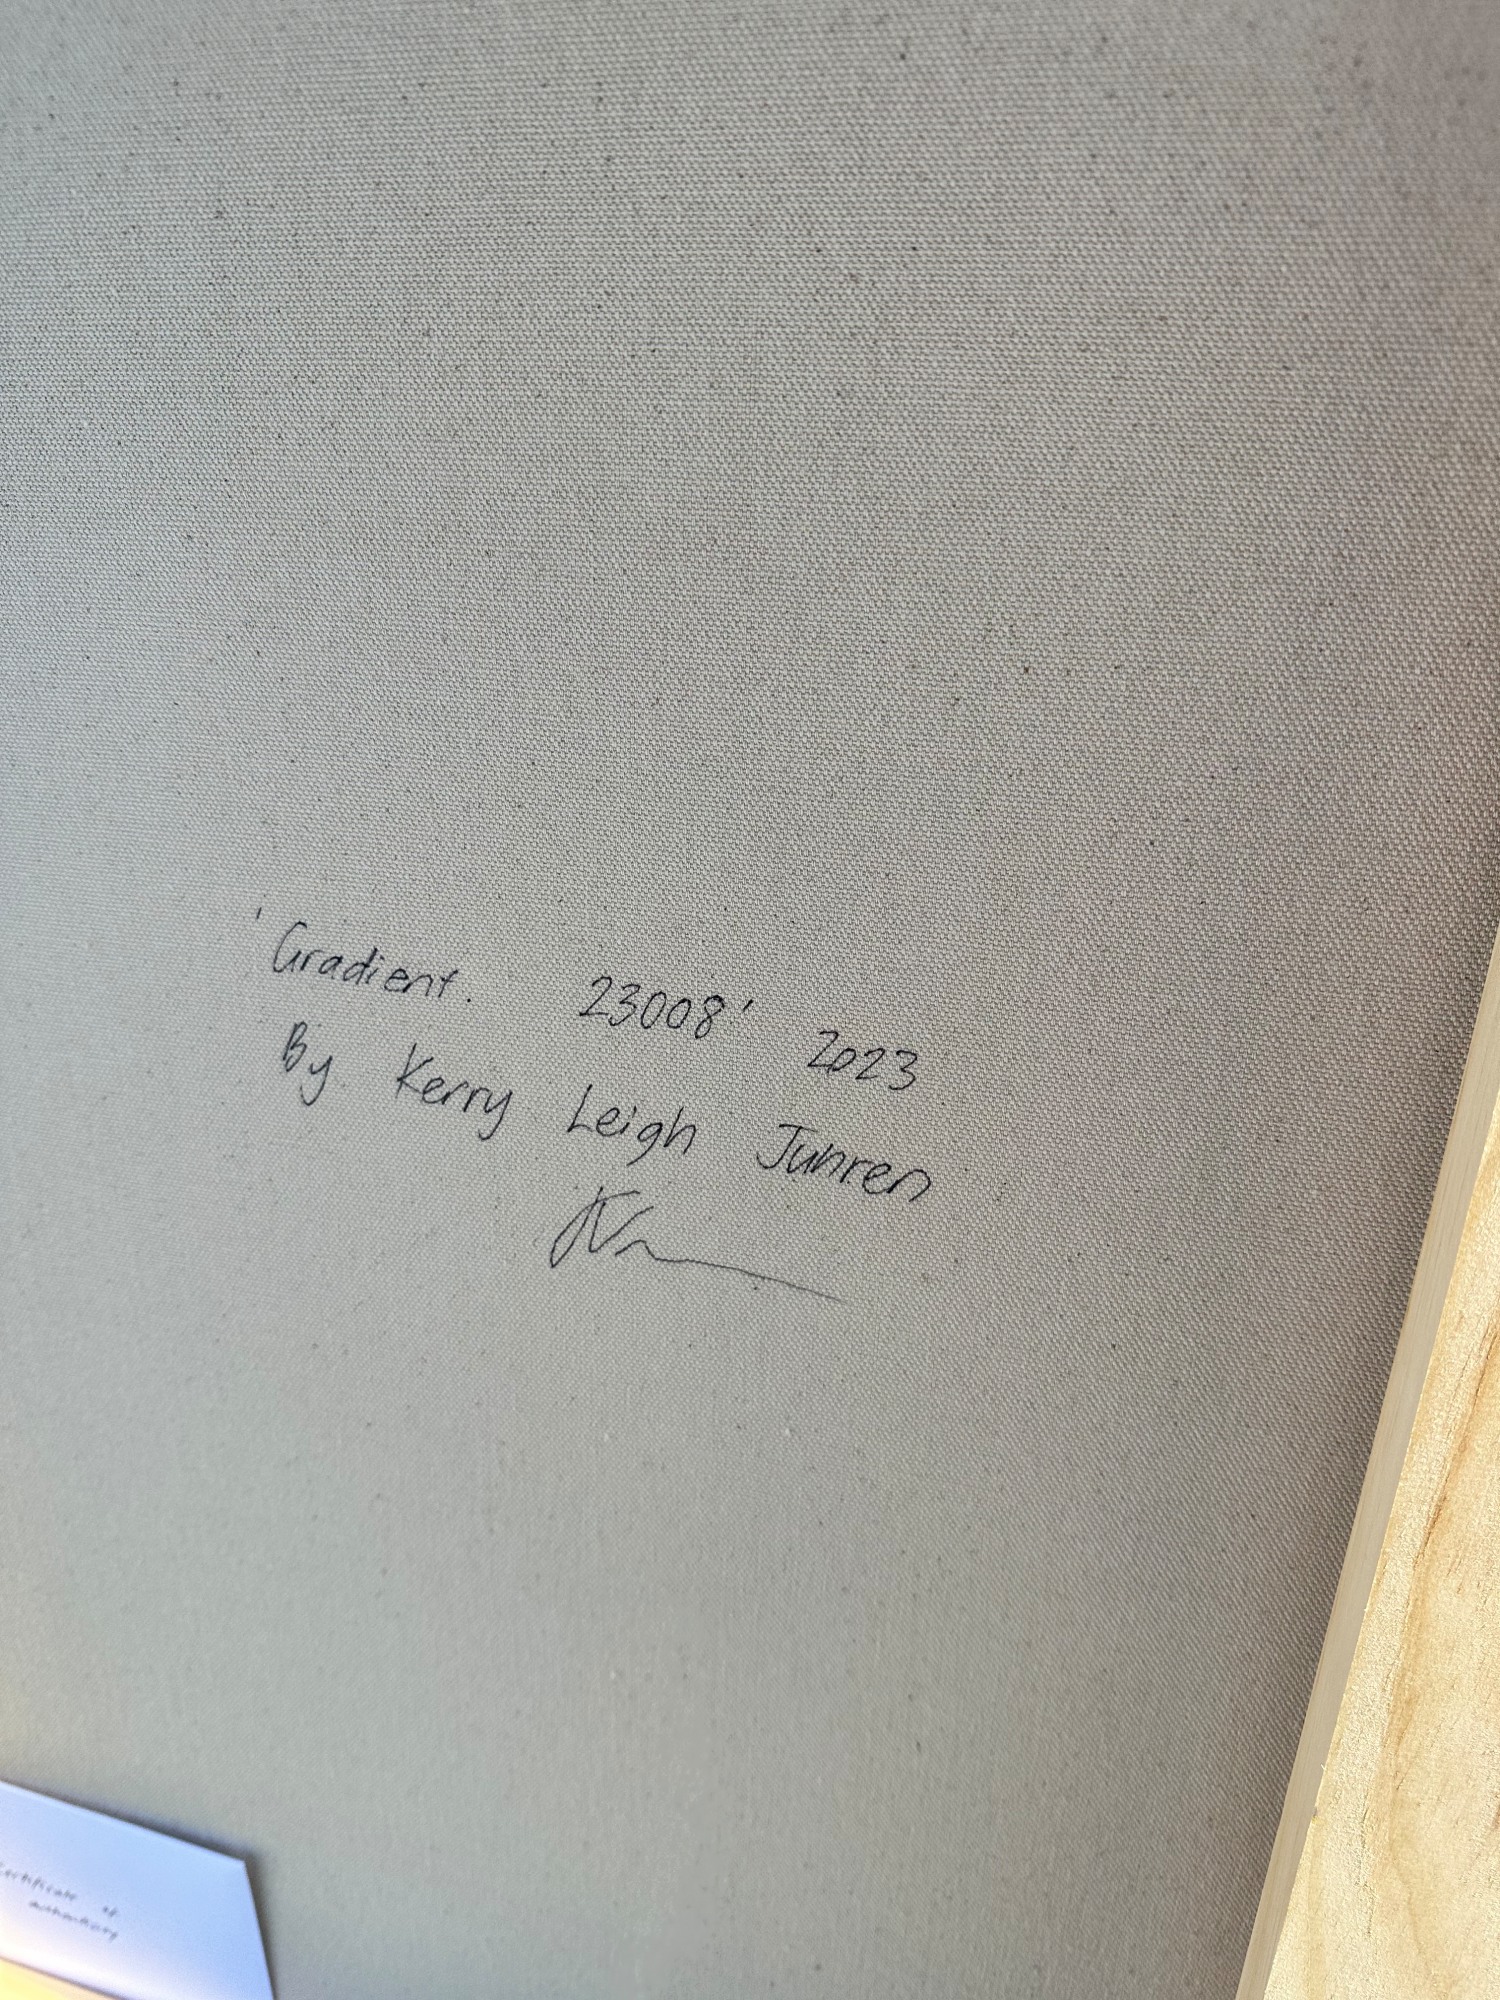 'Gradient. 23008' 2023
By Kerry Leigh Junren
Certificate of
authenticity